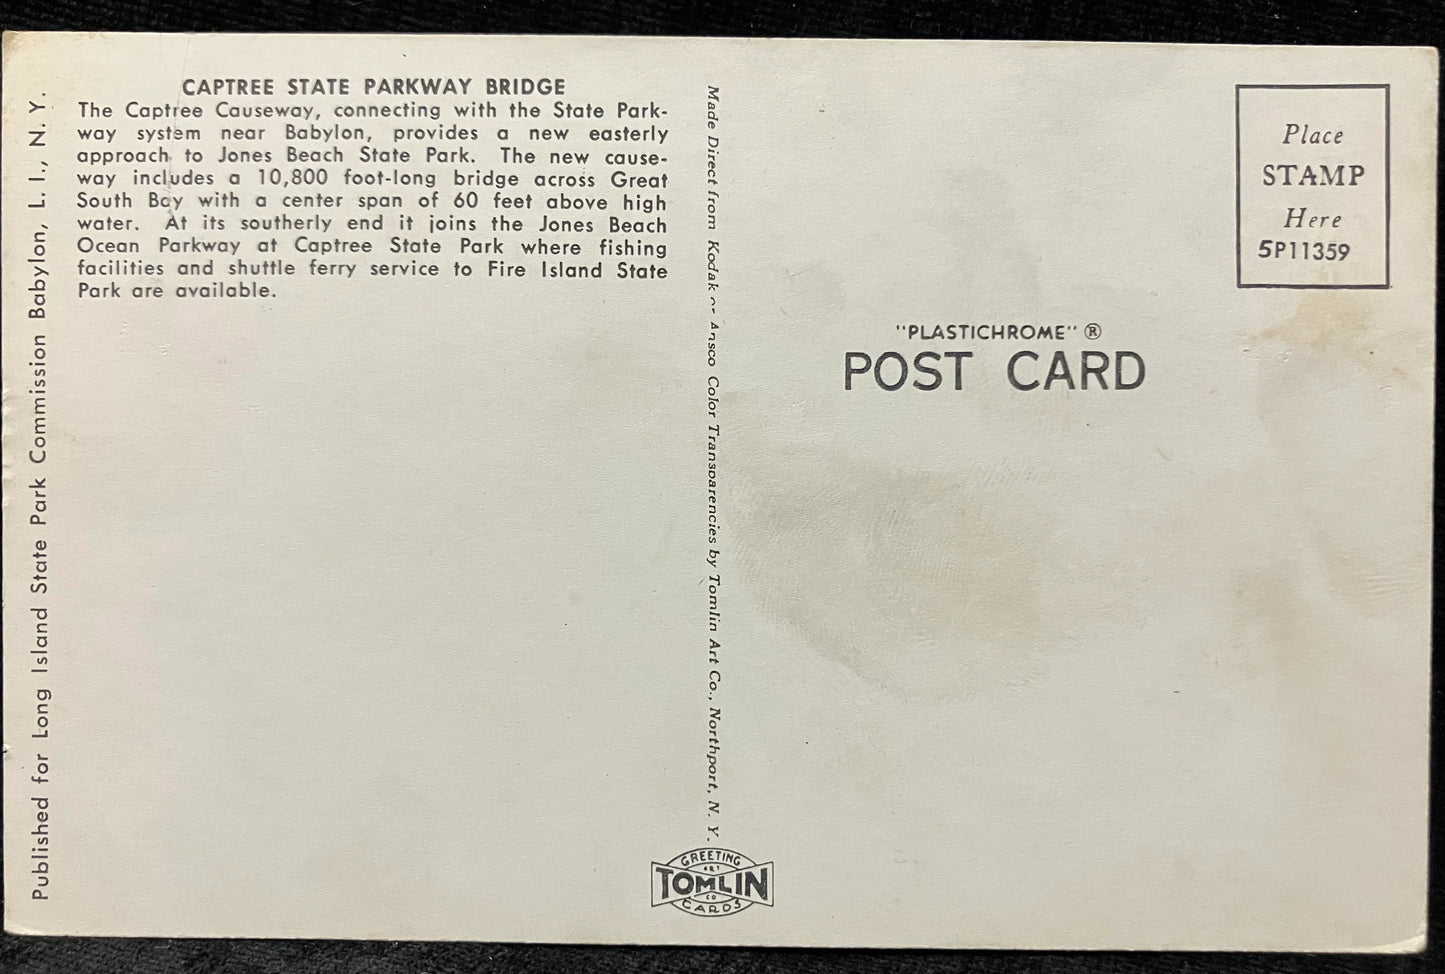 CAPTREE STATE PARKWAY BRIDGE
The Captree Causeway, connecting with the State Park-
way system near Babylon, provides a new easterly
approach to Jones Beach State Park. The new cause-
way includes a 10,800 foot-long bridge across Great
South Bay with a center span of 60 feet above high
water. At its southerly end it joins the Jones Beach
Ocean Parkway at Captree State Park where fishing
facilities and shuttle ferry service to Fire Island State
Park are available.
Published for Long Island State Park Commission Babylon, L. I., N. Y.
Made Direct from Kodak or Ansco Color Transparencies by Tomlin Art Co., Northport, N. Y.
Place
STAMP
Here
5P11359
"PLASTICHROME" ®
POST CARD
GREETING
ART
TOMLIN
CO
CARDS